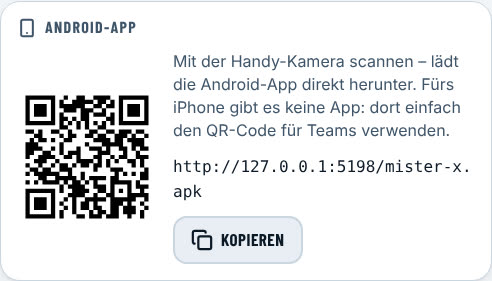 ANDROID-APP
Mit der Handy-Kamera scannen – lädt
die Android-App direkt herunter. Fürs
iPhone gibt es keine App: dort einfach
den QR-Code für Teams verwenden.
http://127.0.0.1:5198/mister-x.
apk
KOPIEREN